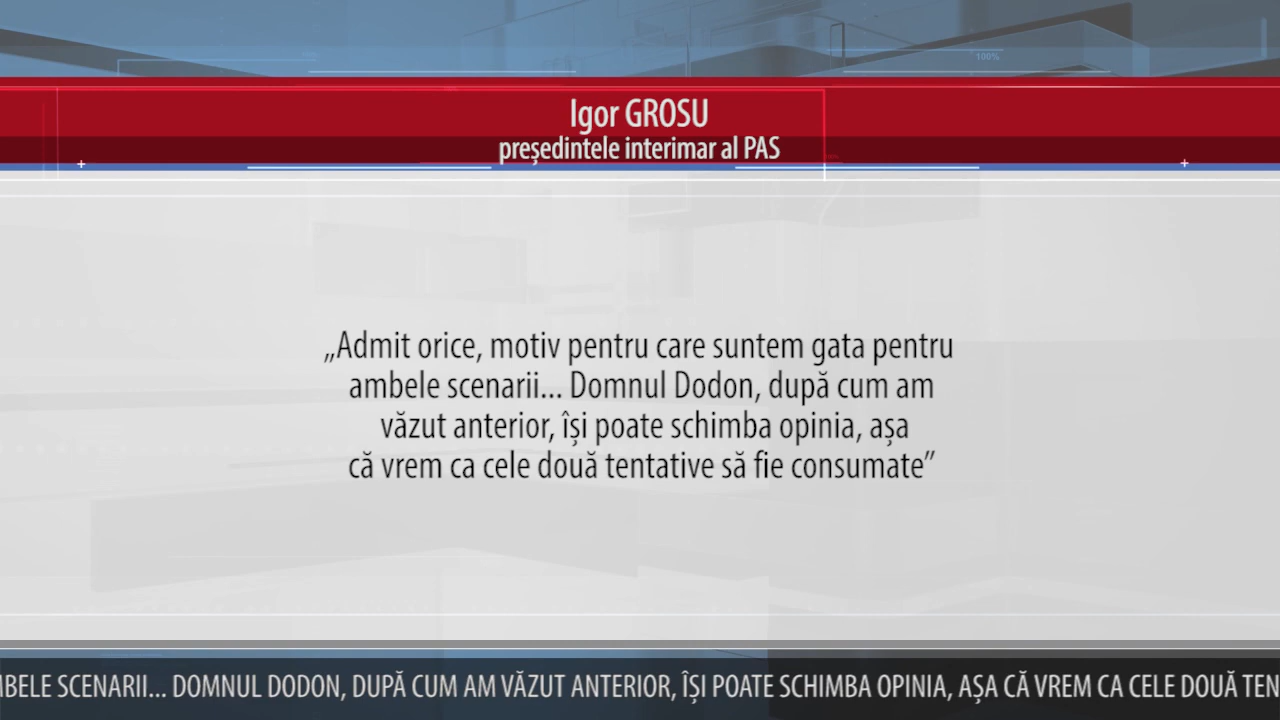 100%
Igor GROSU
președintele interimar al PAS
„Admit orice, motiv pentru care suntem gata pentru
ambele scenarii... Domnul Dodon, după cum am
văzut anterior, își poate schimba opinia, așa
că vrem ca cele două tentative să fie consumate”
MBELE SCENARII... DOMNUL DODON, DUPĂ CUM AM VĂZUT ANTERIOR, ÎȘI POATE SCHIMBA OPINIA, AȘA CĂ VREM CA CELE DOUĂ TEN